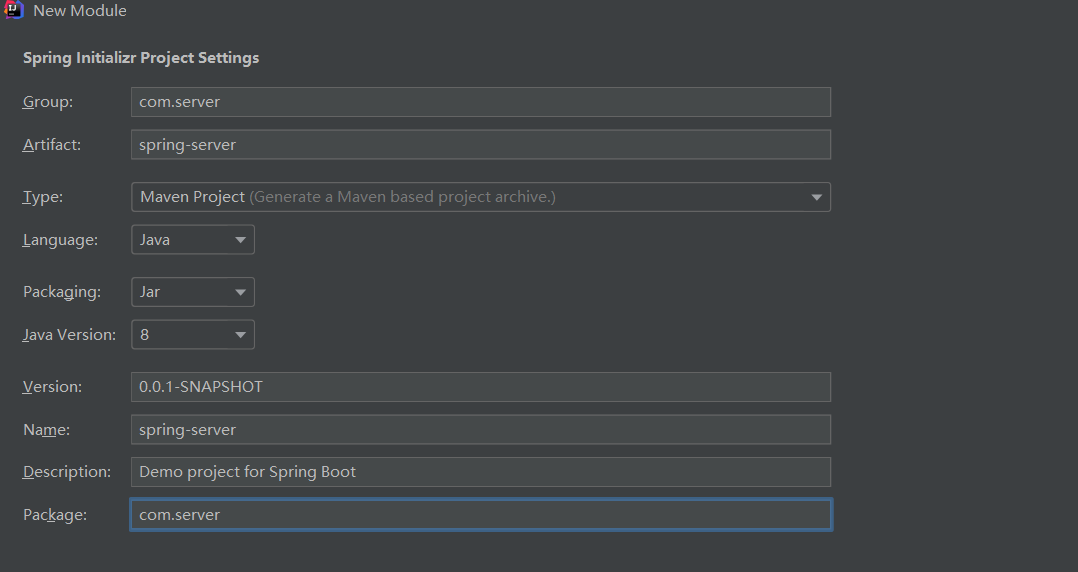 New Module
Spring Initializr Project Settings
Group: com.server
Artifact: spring-server
Type: Maven Project (Generate a Maven based project archive.)
Language: Java
Packaging: Jar
Java Version: 8
Version: 0.0.1-SNAPSHOT
Name: spring-server
Description: Demo project for Spring Boot
Package: com.server